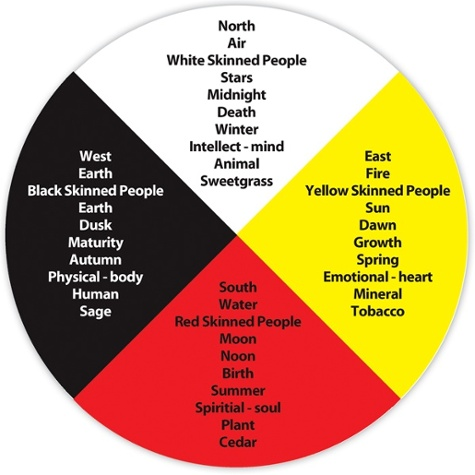 North
Air
White Skinned People
Stars
Midnight
Death
Winter
Intellect - mind
Animal
Sweetgrass
West
Earth
Black Skinned People
Earth
Dusk
Maturity
Autumn
Physical - body
Human
Sage
East
Fire
Yellow Skinned People
Sun
Dawn
Growth
Spring
Emotional - heart
Mineral
Tobacco
South
Water
Red Skinned People
Moon
Noon
Birth
Summer
Spiritial - soul
Plant
Cedar